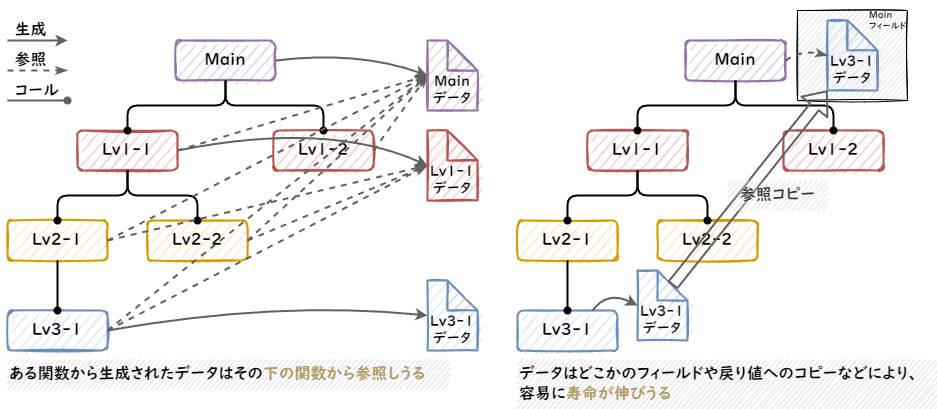 生成
参照
コール
Main
Main
データ
Lv1-1
Lv1-2
Lv1-1
データ
Lv2-1
Lv2-2
Lv3-1
Lv3-1
データ
ある関数から生成されたデータはその下の関数から参照しうる
Main
フィールド
Main
Lv3-1
データ
Lv1-1
Lv1-2
参照コピー
Lv2-1
Lv2-2
Lv3-1
Lv3-1
データ
データはどこかのフィールドや戻り値へのコピーなどにより、
容易に寿命が伸びうる